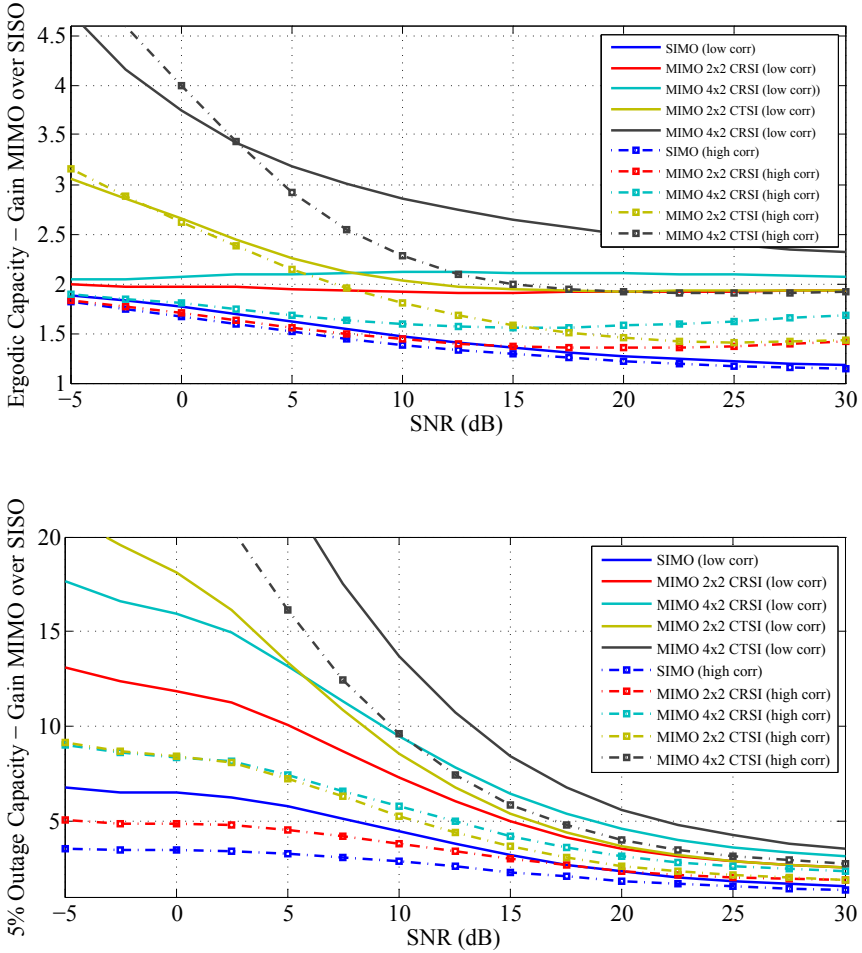 Ergodic Capacity − Gain MIMO over SISO
4.5
4
3.5
3
2.5
2
1.5
1
−5
0
5
10
15
20
25
30
SNR (dB)
SIMO (low corr)
MIMO 2x2 CRSI (low corr)
MIMO 4x2 CRSI (low corr))
MIMO 2x2 CTSI (low corr)
MIMO 4x2 CRSI (low corr)
SIMO (high corr)
MIMO 2x2 CRSI (high corr)
MIMO 4x2 CRSI (high corr)
MIMO 2x2 CTSI (high corr)
MIMO 4x2 CTSI (high corr)
5% Outage Capacity − Gain MIMO over SISO
20
15
10
5
−5
0
5
10
15
20
25
30
SNR (dB)
SIMO (low corr)
MIMO 2x2 CRSI (low corr)
MIMO 4x2 CRSI (low corr)
MIMO 2x2 CTSI (low corr)
MIMO 4x2 CTSI (low corr)
SIMO (high corr)
MIMO 2x2 CRSI (high corr)
MIMO 4x2 CRSI (high corr)
MIMO 2x2 CTSI (high corr)
MIMO 4x2 CTSI (high corr)